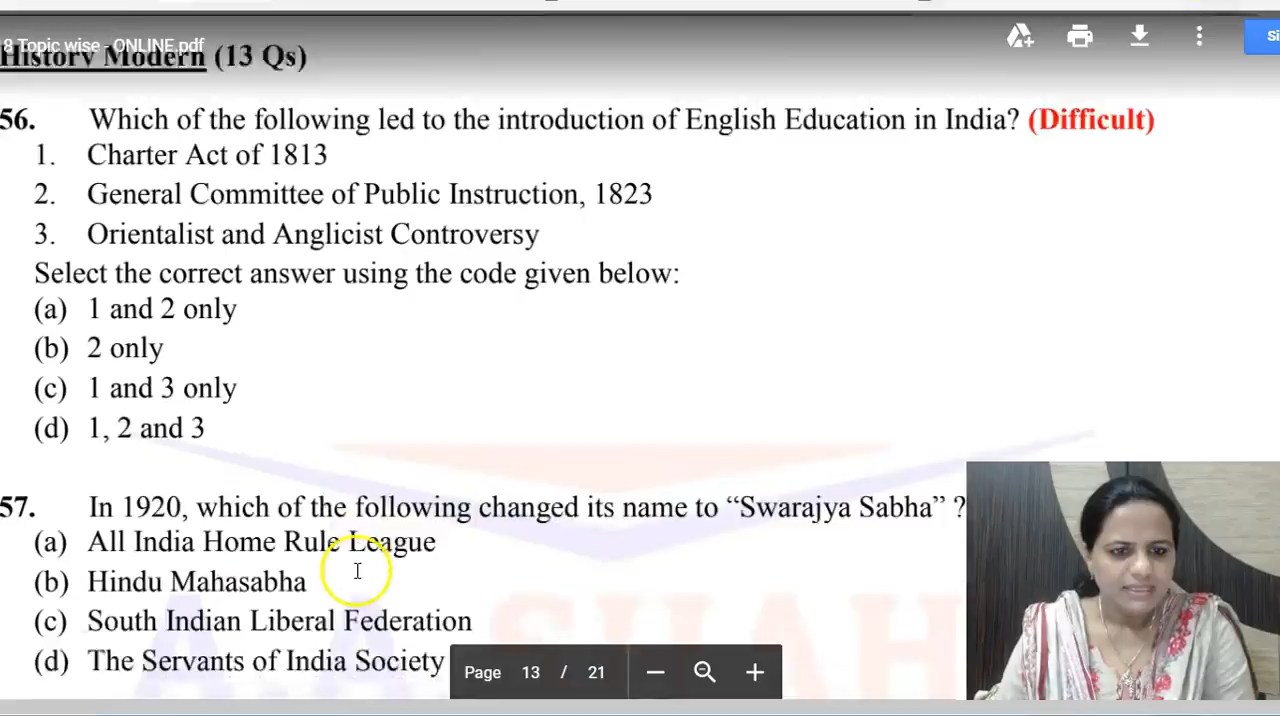 8 Topic wise - ONLINE.pdf
History Modern (13 Qs)
56. Which of the following led to the introduction of English Education in India? (Difficult)
1. Charter Act of 1813
2. General Committee of Public Instruction, 1823
3. Orientalist and Anglicist Controversy
Select the correct answer using the code given below:
(a) 1 and 2 only
(b) 2 only
(c) 1 and 3 only
(d) 1, 2 and 3
57. In 1920, which of the following changed its name to “Swarajya Sabha” ?
(a) All India Home Rule League
(b) Hindu Mahasabha
(c) South Indian Liberal Federation
(d) The Servants of India Society
Page 13 / 21